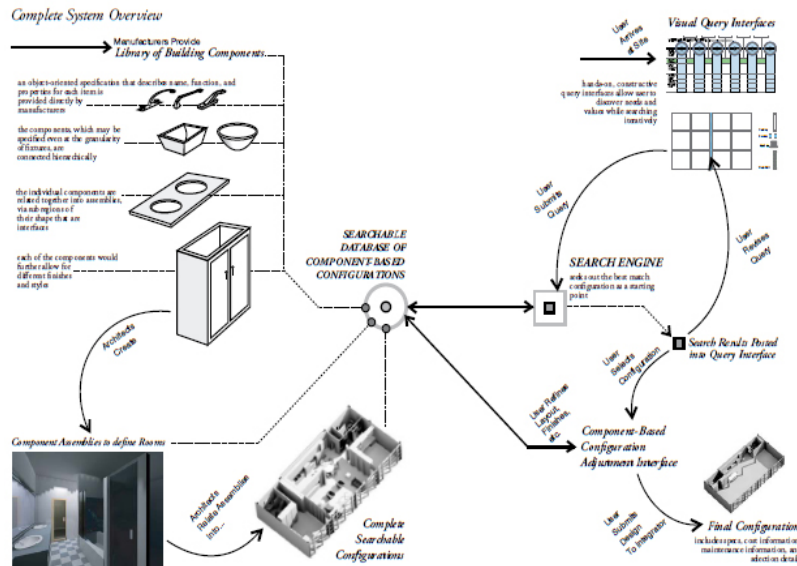 Complete System Overview
Manufacturers Provide
Library of Building Components
an object-oriented specification that describes name, function, and
properties for each item is
provided directly by
manufacturers
the components, which may be
specified even at the granularity
of fixtures, are
connected hierarchically
the individual components are
related together into assemblies,
via subregions of
their shape that are
interfaces
each of the components would
further allow for
different finishes
and styles
Architects
Create
Component Assemblies to define Rooms
Architects
Relate Assemblies
Into...
Complete
Searchable
Configurations
SEARCHABLE
DATABASE OF
COMPONENT-BASED
CONFIGURATIONS
User
Arrives
at Site
Visual Query Interfaces
hands-on, constructive
query interfaces allow user to
discover needs and
values while searching
iteratively
User
Submits
Query
User
Revises
Query
SEARCH ENGINE
seeks out the best match
configuration as a starting
point
Search Results Posted
into Query Interface
User
Selects
Configuration
User Refines
Layout,
Finishes,
etc.
Component-Based
Configuration
Adjustment Interface
User
Submits
Design
To Integrator
Final Configuration
includes specs, cost information
maintenance information, an
selection detail